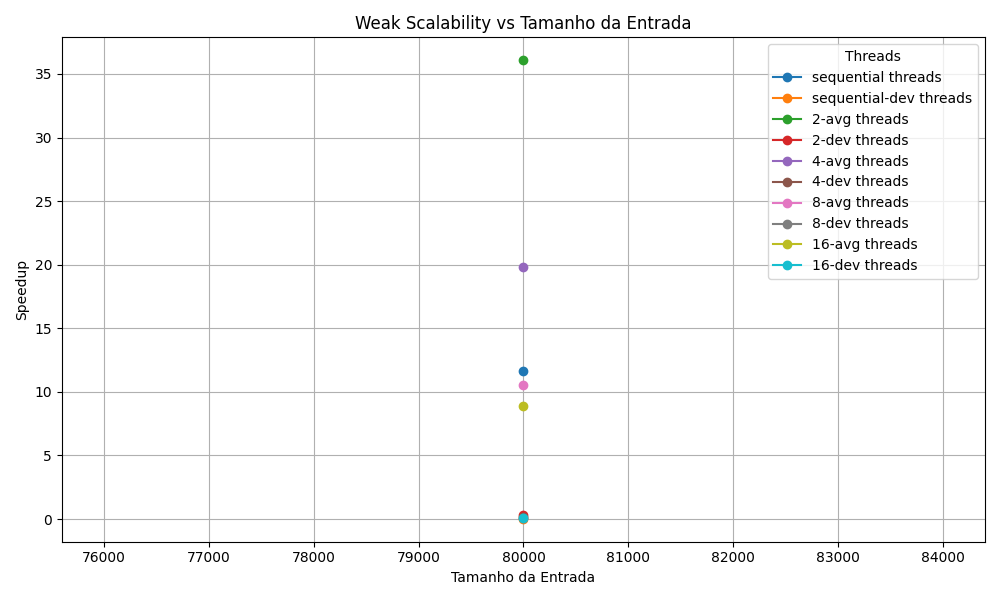 Weak Scalability vs Tamanho da Entrada
Speedup
35
30
25
20
15
10
5
0
Threads
sequential threads
sequential-dev threads
2-avg threads
2-dev threads
4-avg threads
4-dev threads
8-avg threads
8-dev threads
16-avg threads
16-dev threads
76000 77000 78000 79000 80000 81000 82000 83000 84000
Tamanho da Entrada